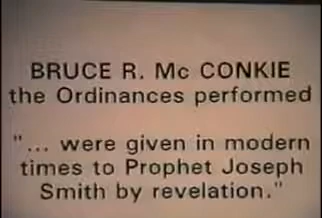 BRUCE R. Mc CONKIE
the Ordinances performed
"... were given in modern
times to Prophet Joseph
Smith by revelation."